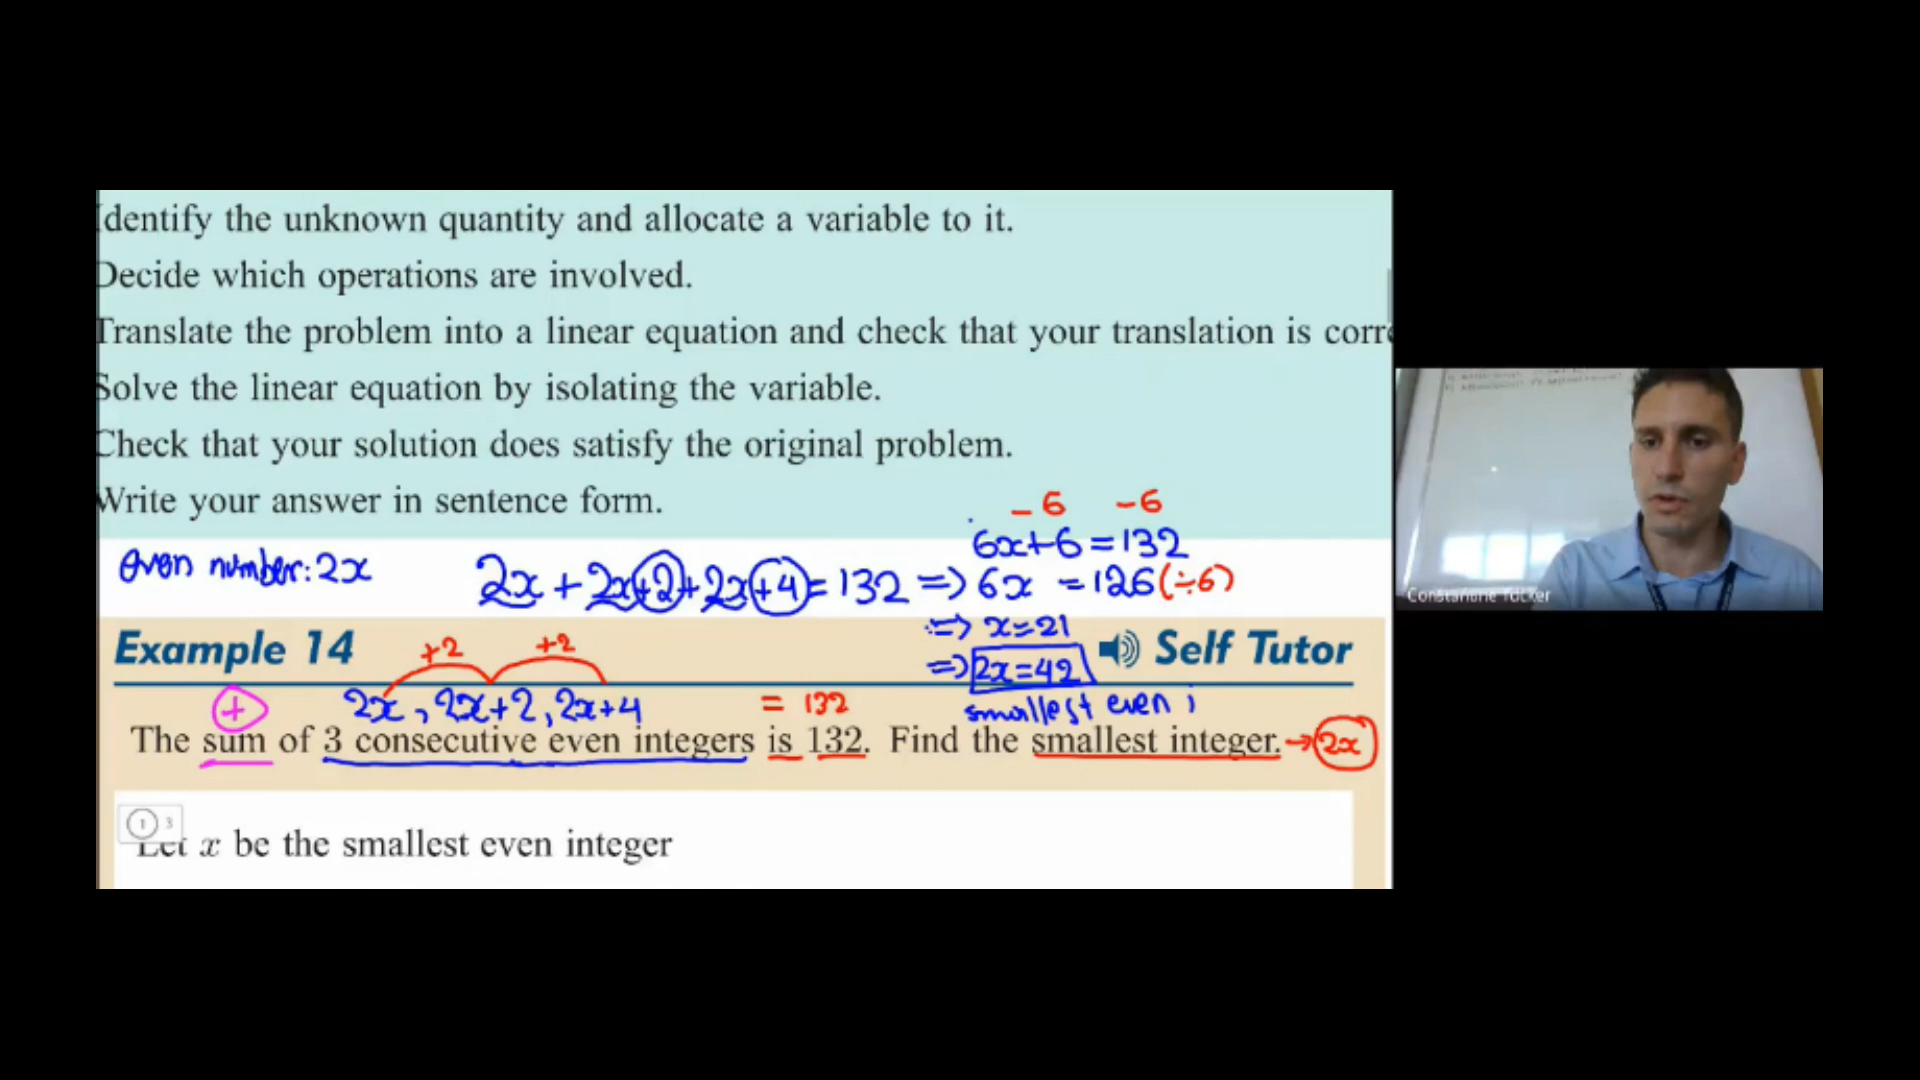 Identify the unknown quantity and allocate a variable to it.
Decide which operations are involved.
Translate the problem into a linear equation and check that your translation is corre
Solve the linear equation by isolating the variable.
Check that your solution does satisfy the original problem.
Write your answer in sentence form.
-6 -6
6x+6=132
even number: 2x
2x+2x+2+2x+4=132 => 6x =126 (÷6)
=> x=21
Example 14
+2 +2
=> 2x=42
Self Tutor
+
2x, 2x+2, 2x+4
= 132
smallest even i
The sum of 3 consecutive even integers is 132. Find the smallest integer. → 2x
1 3
Let x be the smallest even integer
Tucker